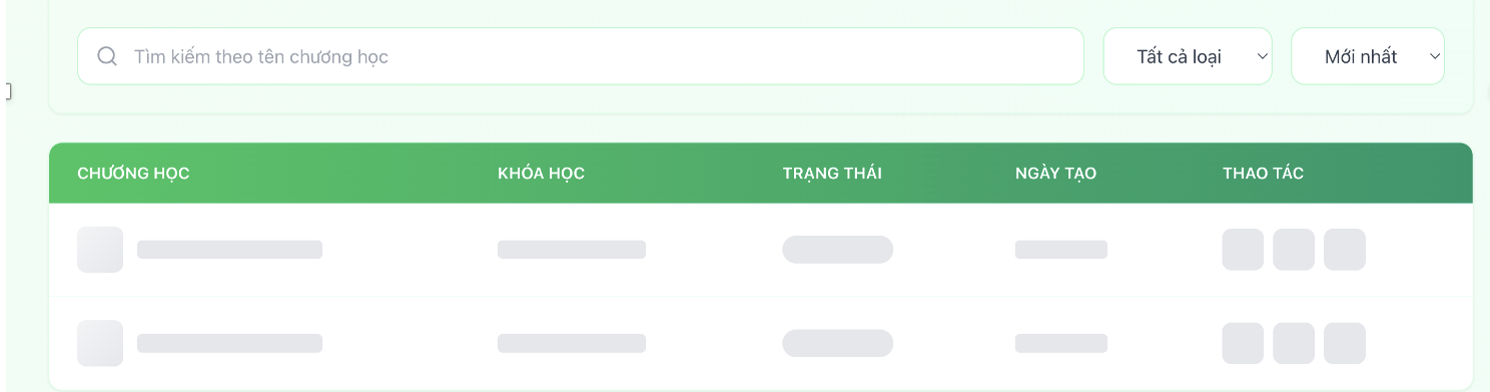 Tìm kiếm theo tên chương học
Tất cả loại
Mới nhất
CHƯƠNG HỌC KHÓA HỌC TRẠNG THÁI NGÀY TẠO THAO TÁC